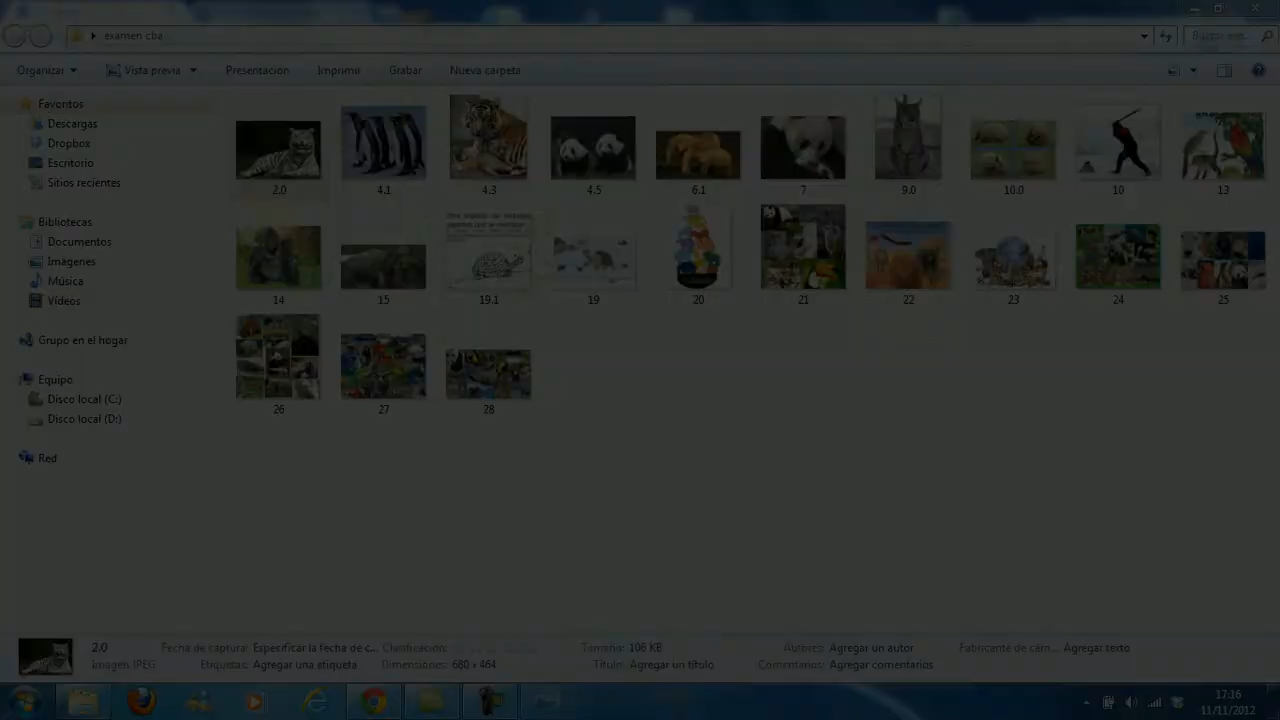 examen cba
Buscar exa...
Organizar
Vista previa
Presentación
Imprimir
Grabar
Nueva carpeta
Favoritos
Descargas
Dropbox
Escritorio
Sitios recientes
Bibliotecas
Documentos
Imágenes
Música
Vídeos
Grupo en el hogar
Equipo
Disco local (C:)
Disco local (D:)
Red
2.0
4.1
4.3
4.5
6.1
7
9.0
10.0
10
13
14
15
19.1
19
20
21
22
23
24
25
26
27
28
2.0 Fecha de captura: Especificar la fecha de c... Clasificación: Tamaño: 106 KB Autores: Agregar un autor Fabricante de cám... Agregar texto
Imagen JPEG Etiquetas: Agregar una etiqueta Dimensiones: 680 x 464 Título: Agregar un título Comentarios: Agregar comentarios
17:16
11/11/2012